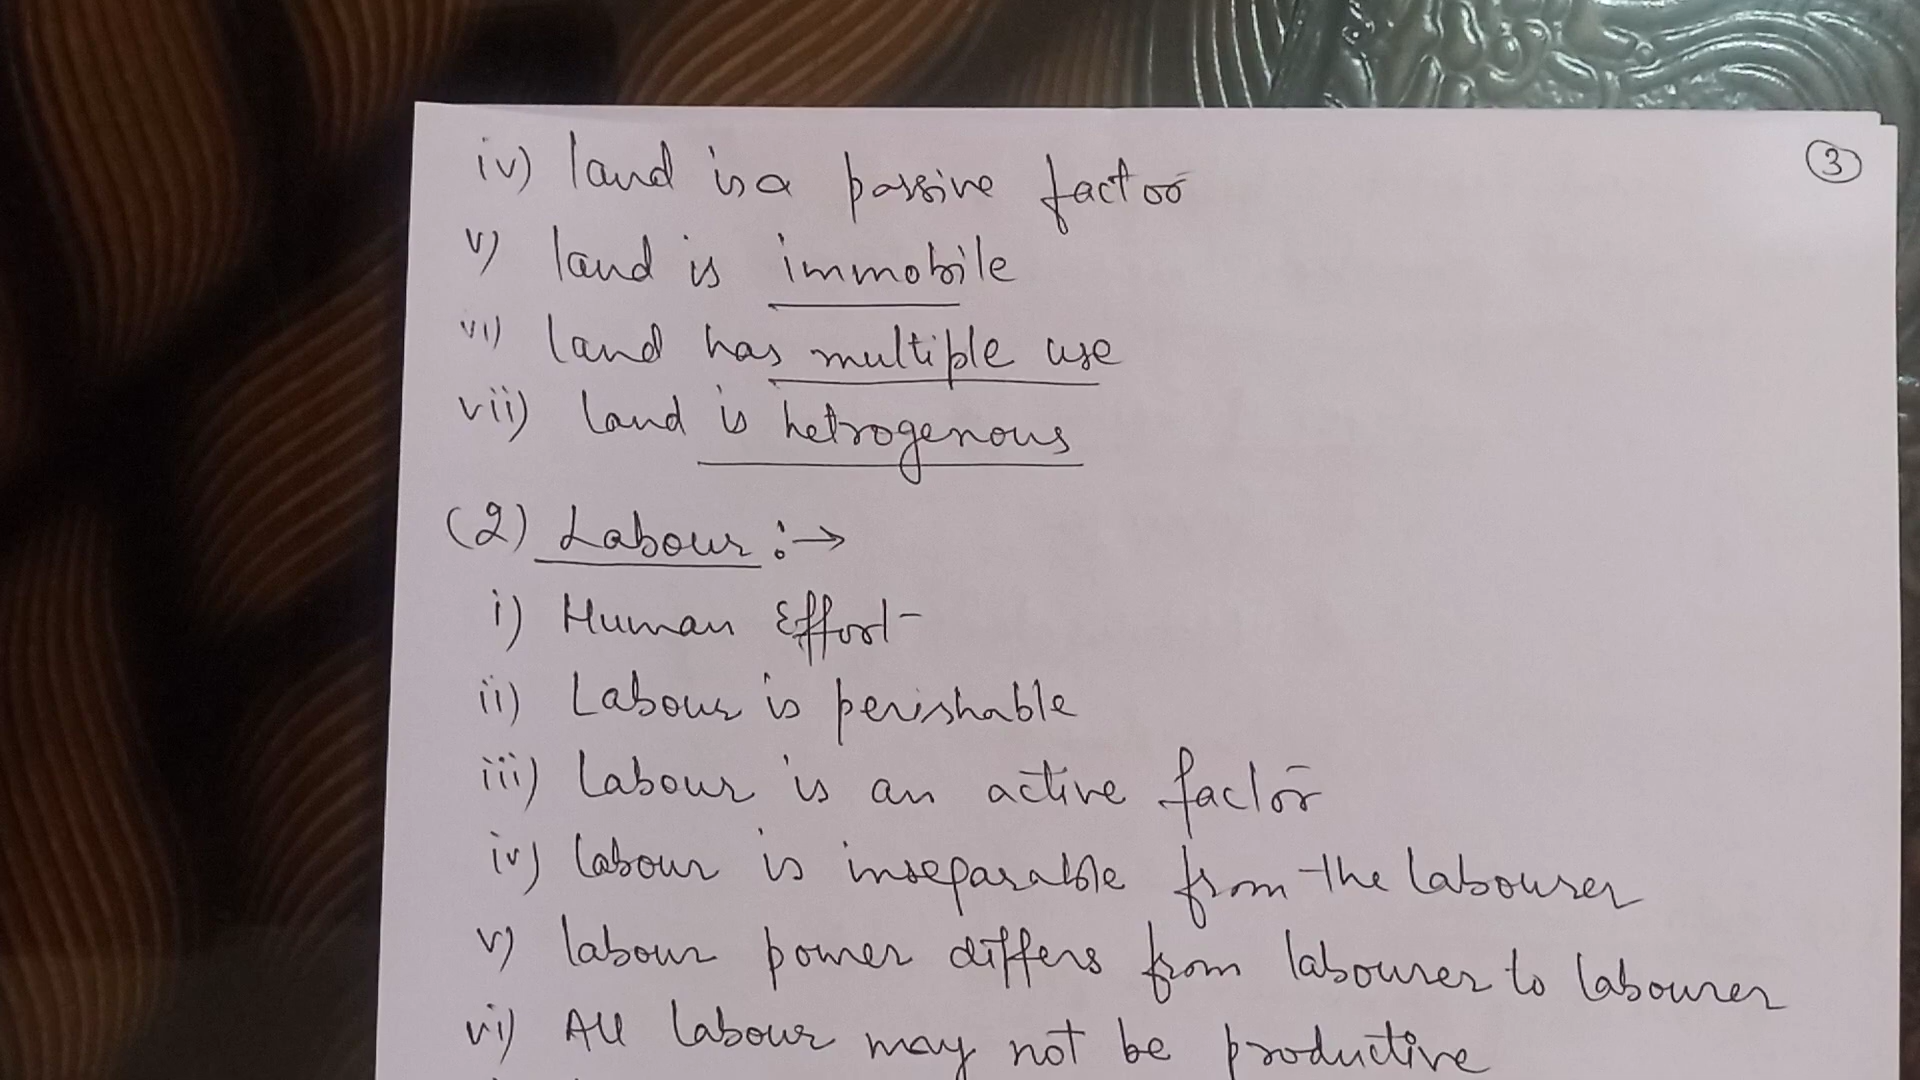 3
iv) land is a passive factor
v) land is immobile
vi) land has multiple use
vii) land is hetrogenous
(2) Labour :→
i) Human Effort-
ii) Labour is perishable
iii) labour is an active factor
iv) labour is inseparable from the labourer
v) labour power differs from labourer to labourer
vi) All labour may not be productive